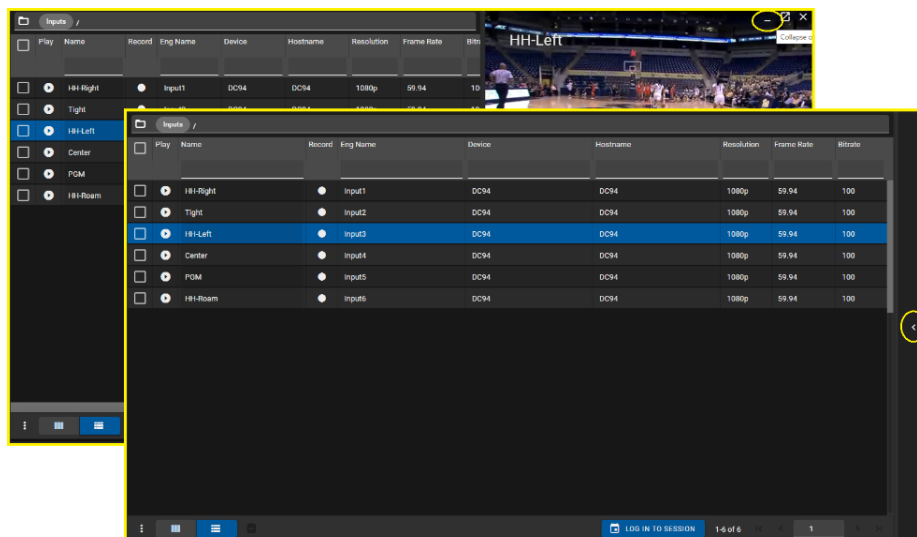 Inputs /
Play Name Record Eng Name Device Hostname Resolution Frame Rate
HH-Left
Collapse
HH-Right Input1 DC94 DC94 1080p 59.94
Tight
HH-Left
Center
PGM
HH-Roam
Inputs /
Play Name Record Eng Name Device Hostname Resolution Frame Rate Bitrate
HH-Right Input1 DC94 DC94 1080p 59.94 100
Tight Input2 DC94 DC94 1080p 59.94 100
HH-Left Input3 DC94 DC94 1080p 59.94 100
Center Input4 DC94 DC94 1080p 59.94 100
PGM Input5 DC94 DC94 1080p 59.94 100
HH-Roam Input6 DC94 DC94 1080p 59.94 100
LOG IN TO SESSION 1-6 of 6 1